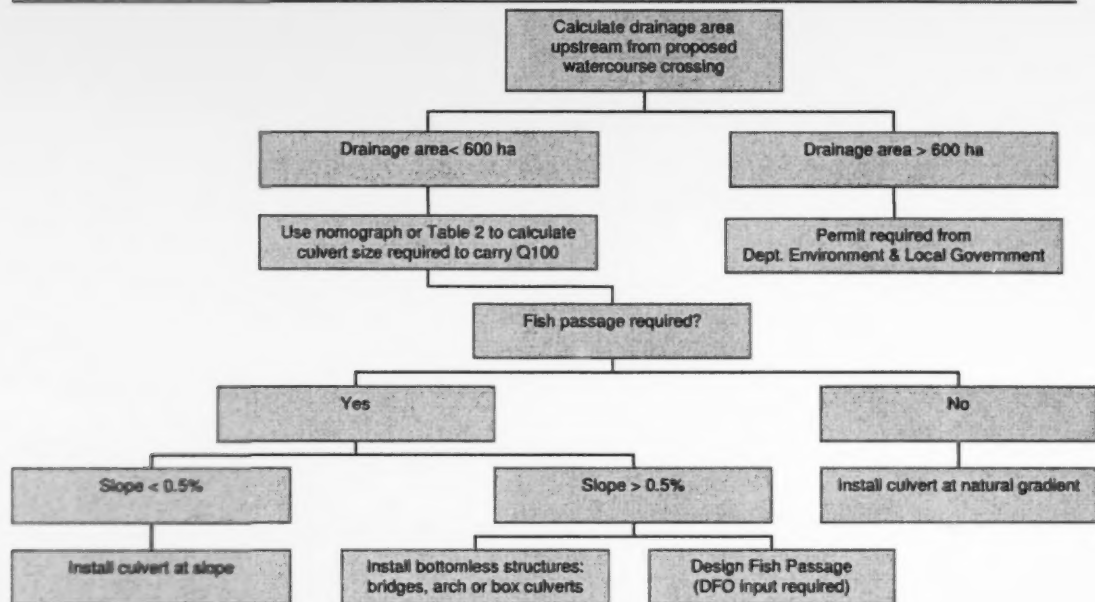 Calculate drainage area
upstream from proposed
watercourse crossing
Drainage area< 600 ha
Drainage area > 600 ha
Use nomograph or Table 2 to calculate
culvert size required to carry Q100
Permit required from
Dept. Environment & Local Government
Fish passage required?
Yes
No
Slope < 0.5%
Slope > 0.5%
Install culvert at natural gradient
Install culvert at slope
Install bottomless structures:
bridges, arch or box culverts
Design Fish Passage
(DFO input required)